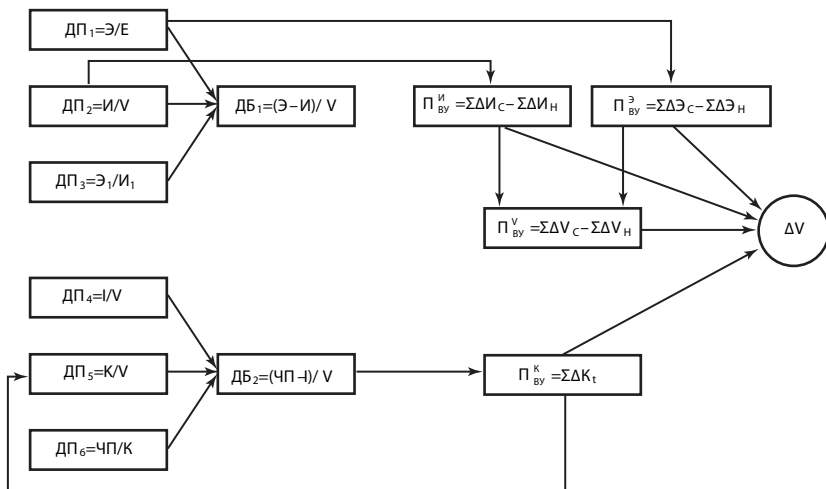 ДП₁=Э/Е
ДП₂=И/V
ДБ₁=(Э–И)/ V
П^И_ВУ=ΣΔИ_С–ΣΔИ_Н
П^Э_ВУ=ΣΔЭ_С–ΣΔЭ_Н
ДП₃=Э₁/И₁
П^V_ВУ=ΣΔV_С–ΣΔV_Н
ΔV
ДП₄=I/V
ДП₅=K/V
ДБ₂=(ЧП–I)/ V
П^К_ВУ=ΣΔК_t
ДП₆=ЧП/К